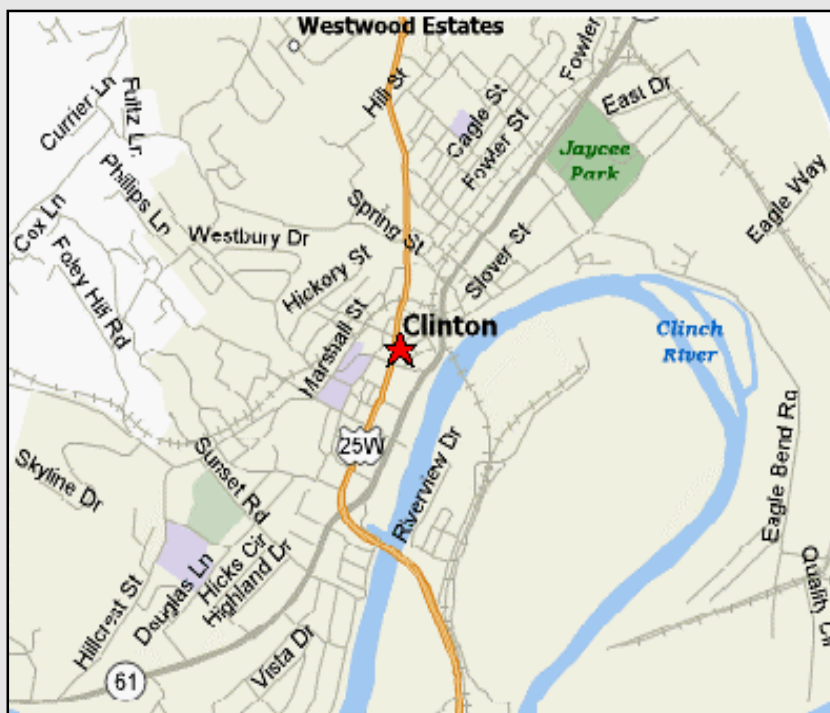 Westwood Estates
Fowler
Hill St
East Dr
Currier Ln
Fultz Ln
Cagle St
Fowler St
Jaycee
Park
Phillips Ln
Eagle Way
Cox Ln
Spring St
Westbury Dr
Foley Hill Rd
Hickory St
Slover St
Marshall St
Clinton
Clinch
River
25W
Skyline Dr
Sunset Rd
Riverview Dr
Eagle Bend Rd
Hicks Cir
Highland Dr
Douglas Ln
Hillcrest St
Quality Cir
Vista Dr
61